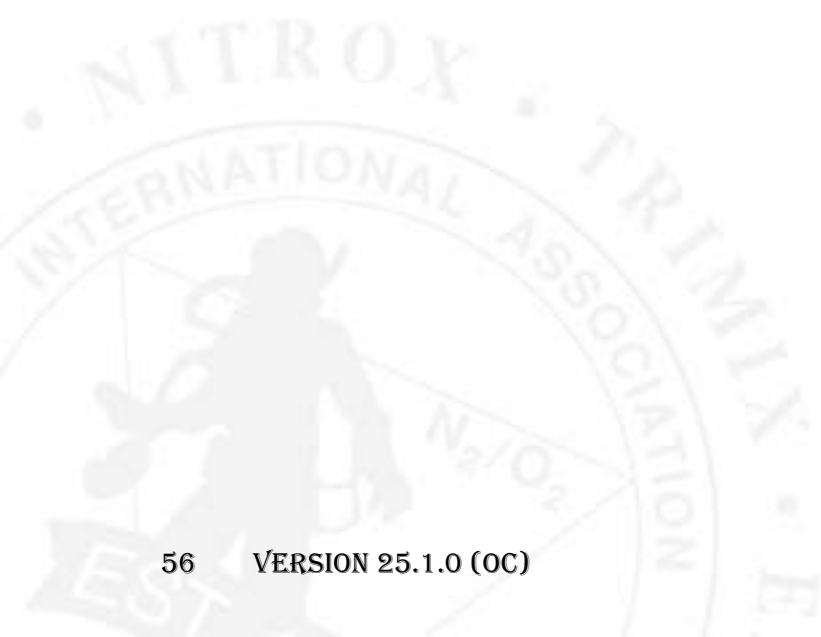 • NITROX • TRIMIX • E
INTERNATIONAL ASSOCIATION
N₂/O₂
EST
56 VERSION 25.1.0 (OC)